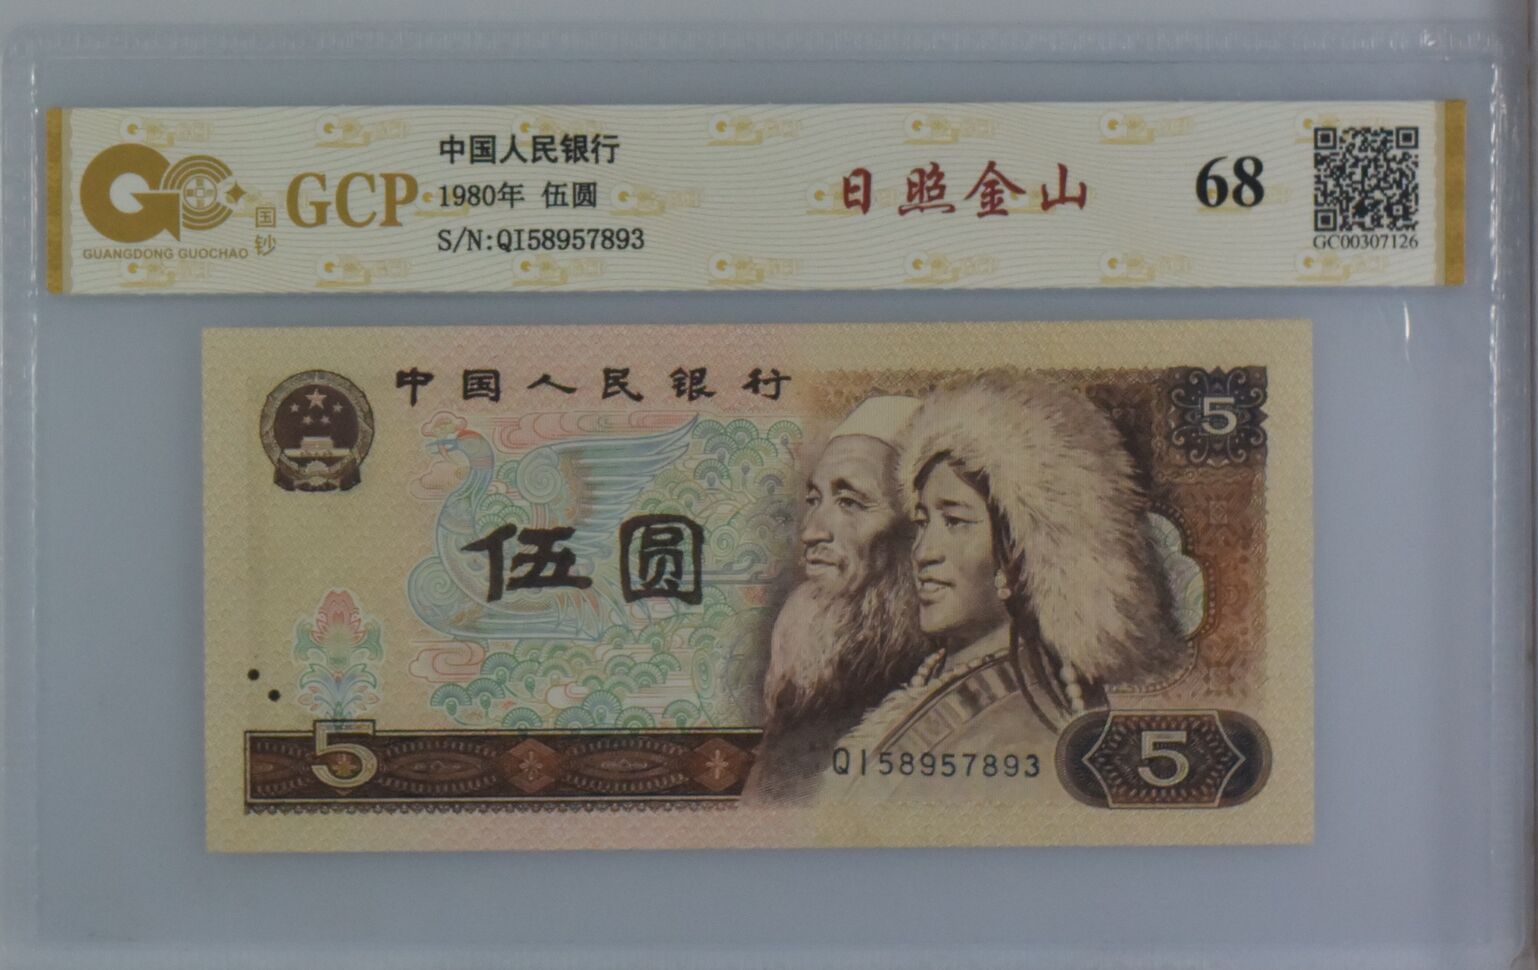 GCP
国钞
GUANGDONG GUOCHAO
中国人民银行
1980年 伍圆
S/N:QI58957893
日照金山
68
GC00307126
中国人民银行
5
伍圆
5
QI58957893
5